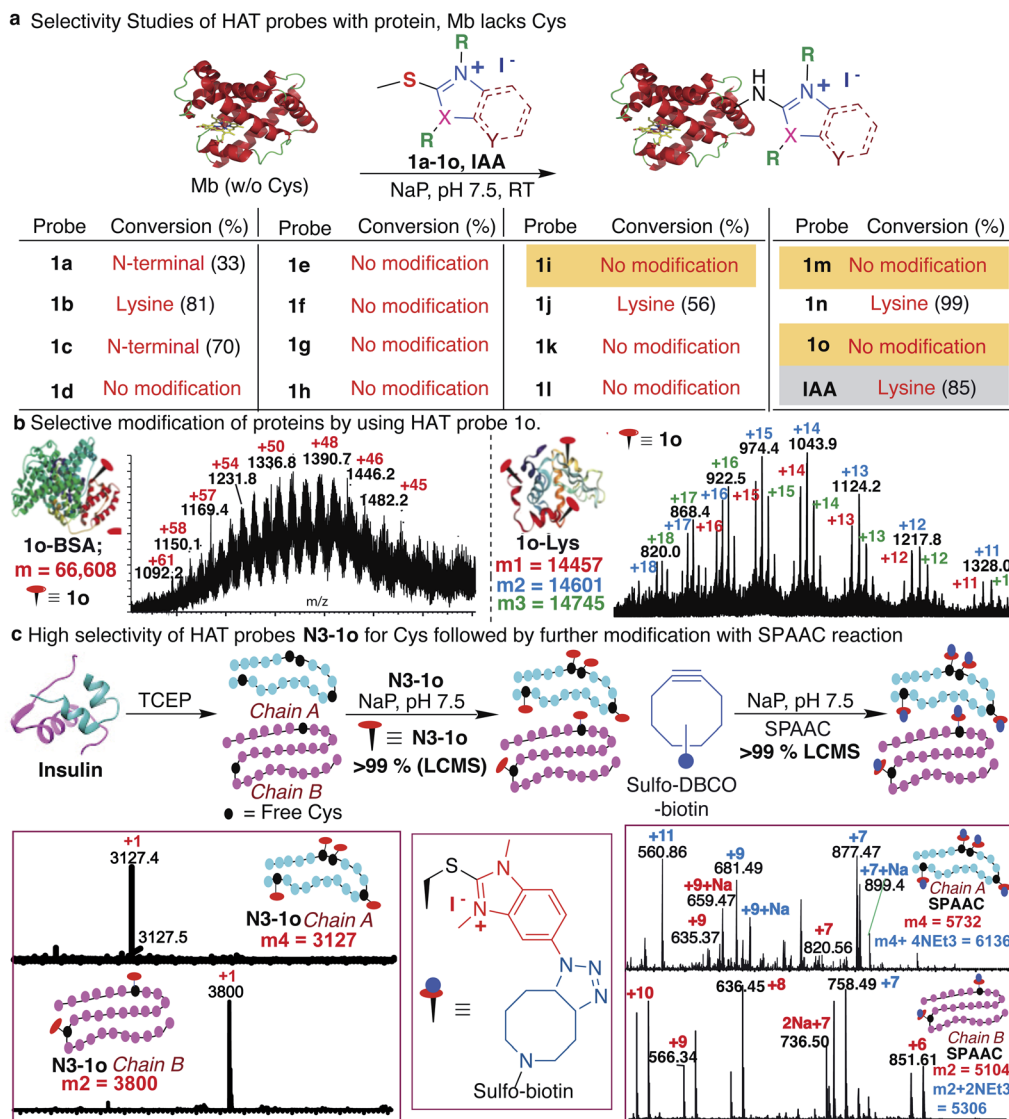 a Selectivity Studies of HAT probes with protein, Mb lacks Cys
R
N
+
I -
S
X
R
Y
Mb (w/o Cys)
1a-1o, IAA
NaP, pH 7.5, RT
H
N
R
N
+
I -
X
R
Y
Probe Conversion (%) Probe Conversion (%) Probe Conversion (%) Probe Conversion (%)
1a N-terminal (33) 1e No modification 1i No modification 1m No modification
1b Lysine (81) 1f No modification 1j Lysine (56) 1n Lysine (99)
1c N-terminal (70) 1g No modification 1k No modification 1o No modification
1d No modification 1h No modification 1l No modification IAA Lysine (85)
b Selective modification of proteins by using HAT probe 1o.
1o-BSA;
m = 66,608
≡ 1o
+61
1092.2
+58
1150.1
+57
1169.4
+54
1231.8
+50
1336.8
+48
1390.7
+46
1446.2
1482.2
+45
m/z
≡ 1o
1o-Lys
m1 = 14457
m2 = 14601
m3 = 14745
+18
+18
820.0
+17
+17
868.4
+16
+16
+16
922.5
+15
+15
974.4
+15
+14
+14
1043.9
+14
+13
+13
1124.2
+13
+12
+12
1217.8
+12
+11
+11
1328.0
+1
c High selectivity of HAT probes N3-1o for Cys followed by further modification with SPAAC reaction
Insulin
TCEP
Chain A
Chain B
● = Free Cys
N3-1o
NaP, pH 7.5
≡ N3-1o
>99 % (LCMS)
Sulfo-DBCO
-biotin
NaP, pH 7.5
SPAAC
>99 % LCMS
+1
3127.4
3127.5
N3-1o Chain A
m4 = 3127
+1
3800
N3-1o Chain B
m2 = 3800
S
N
I-
N
+
≡
N
N
N
N
Sulfo-biotin
+11
560.86
+9
681.49
+9+Na
659.47
+9
635.37
+9+Na
+7
820.56
+7
877.47
+7+Na
899.4
Chain A
SPAAC
m4 = 5732
m4+ 4NEt3 = 6136
+10
+9
566.34
636.45
+8
2Na+7
736.50
758.49
+7
+6
851.61
Chain B
SPAAC
m2 = 5104
m2+2NEt3
= 5306